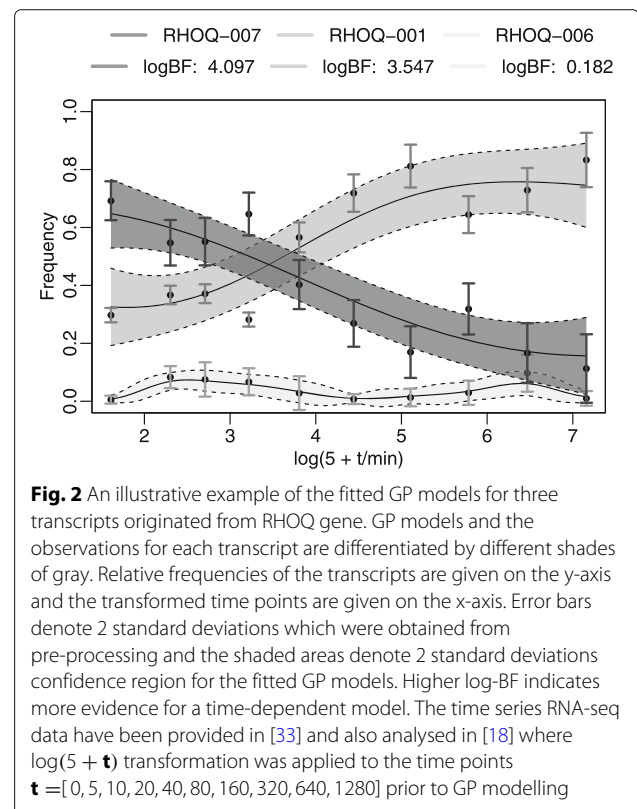 RHOQ−007 RHOQ−001 RHOQ−006
logBF: 4.097 logBF: 3.547 logBF: 0.182
1.0
0.8
0.6
0.4
0.2
0.0
Frequency
2 3 4 5 6 7
log(5 + t/min)
Fig. 2 An illustrative example of the fitted GP models for three
transcripts originated from RHOQ gene. GP models and the
observations for each transcript are differentiated by different shades
of gray. Relative frequencies of the transcripts are given on the y-axis
and the transformed time points are given on the x-axis. Error bars
denote 2 standard deviations which were obtained from
pre-processing and the shaded areas denote 2 standard deviations
confidence region for the fitted GP models. Higher log-BF indicates
more evidence for a time-dependent model. The time series RNA-seq
data have been provided in [33] and also analysed in [18] where
log(5 + t) transformation was applied to the time points
t =[ 0, 5, 10, 20, 40, 80, 160, 320, 640, 1280] prior to GP modelling